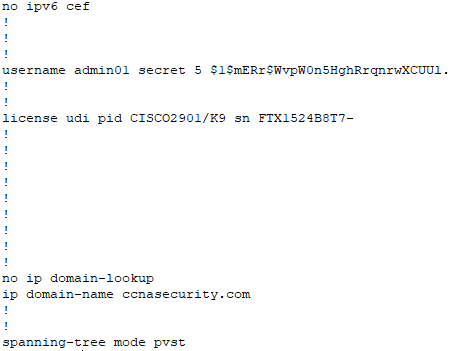 no ipv6 cef
!
!
!
username admin01 secret 5 $1$mERr$WvpW0n5HghRrqnrwXCUUl.
!
!
license udi pid CISCO2901/K9 sn FTX1524B8T7-
!
!
!
!
!
!
!
!
!
no ip domain-lookup
ip domain-name ccnasecurity.com
!
!
spanning-tree mode pvst